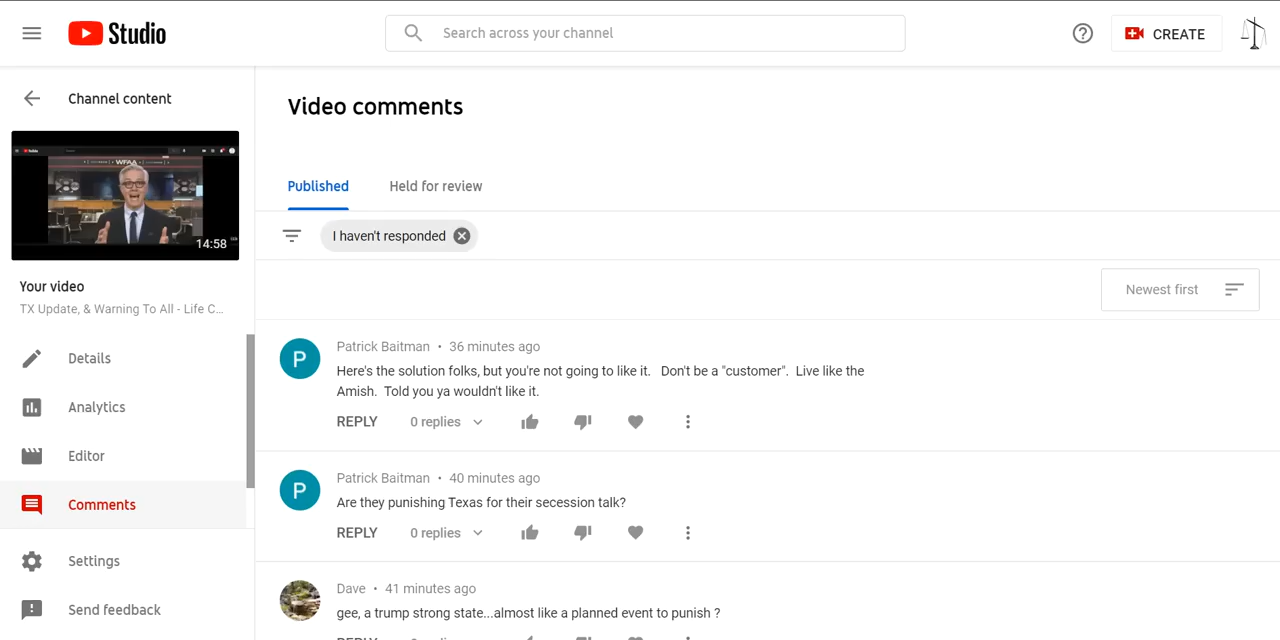 Studio
Search across your channel
CREATE
Channel content
Video comments
WFAA
14:58
Published
Held for review
I haven't responded
Your video
TX Update, & Warning To All - Life C...
Newest first
Details
Analytics
Editor
Comments
Settings
Send feedback
P
Patrick Baitman • 36 minutes ago
Here's the solution folks, but you're not going to like it. Don't be a "customer". Live like the
Amish. Told you ya wouldn't like it.
REPLY 0 replies
P
Patrick Baitman • 40 minutes ago
Are they punishing Texas for their secession talk?
REPLY 0 replies
Dave • 41 minutes ago
gee, a trump strong state...almost like a planned event to punish ?